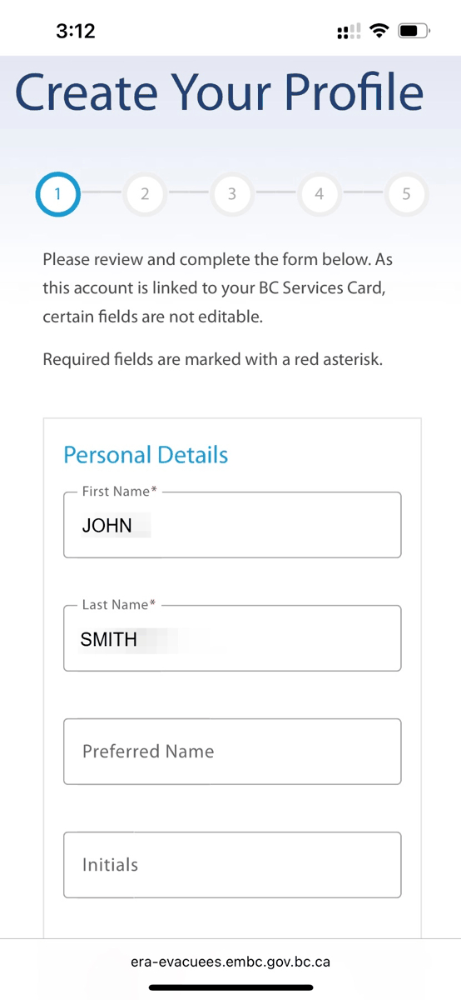 3:12
Create Your Profile
1 2 3 4 5
Please review and complete the form below. As
this account is linked to your BC Services Card,
certain fields are not editable.
Required fields are marked with a red asterisk.
Personal Details
First Name*
JOHN
Last Name*
SMITH
Preferred Name
Initials
era-evacuees.embc.gov.bc.ca